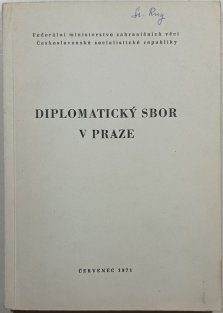 Federální ministerstvo zahraničních věcí
Československé socialistické republiky
DIPLOMATICKÝ SBOR
V PRAZE
ČERVENEC 1971